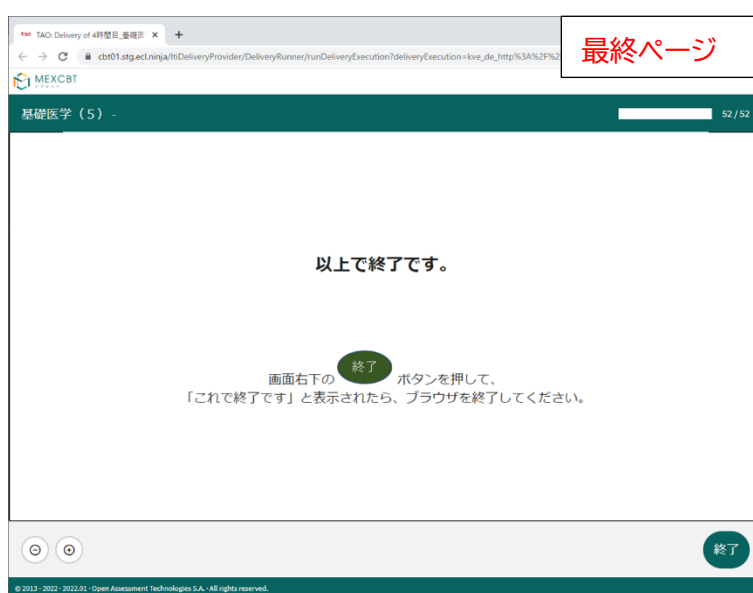 tao TAO: Delivery of 4時間目_基礎医
最終ページ
cbt01.stg.ecl.ninja/ltiDeliveryProvider/DeliveryRunner/runDeliveryExecution?deliveryExecution=kve_de_http%3A%2F%2
MEXCBT
基礎医学（5） -
52 / 52
以上で終了です。
画面右下の 終了 ボタンを押して、
「これで終了です」と表示されたら、ブラウザを終了してください。
終了
© 2013 - 2022 · 2022.01 · Open Assessment Technologies S.A. · All rights reserved.